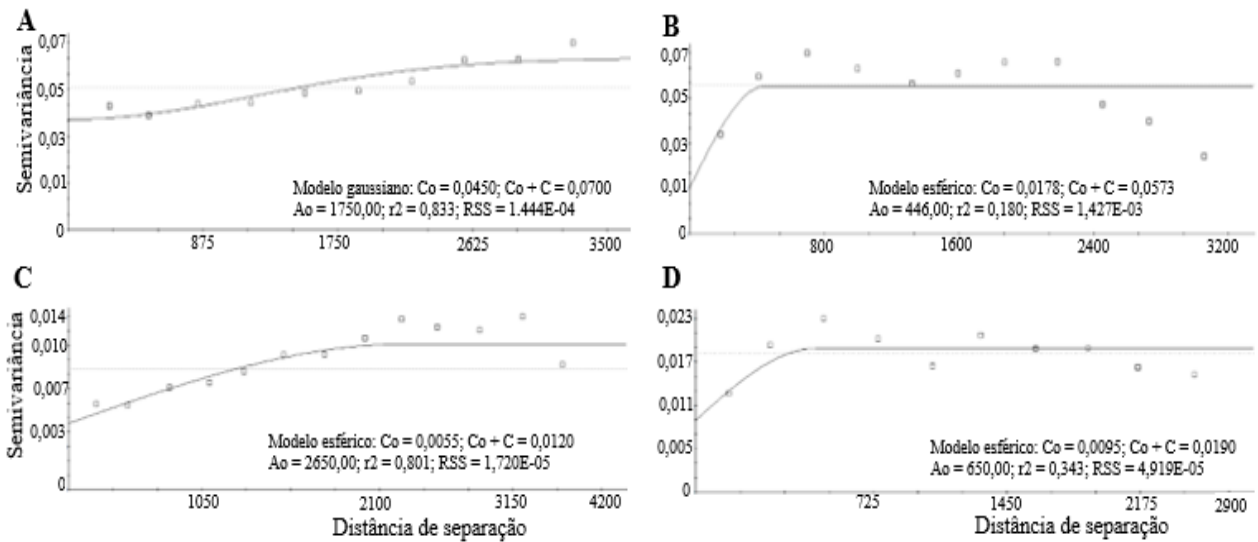 A
Semivariância
0,07
0,05
0,03
0,01
0
Modelo gaussiano: Co = 0,0450; Co + C = 0,0700
Ao = 1750,00; r2 = 0,833; RSS = 1.444E-04
875
1750
2625
3500
B
0,07
0,05
0,03
0,01
0
Modelo esférico: Co = 0,0178; Co + C = 0,0573
Ao = 446,00; r2 = 0,180; RSS = 1,427E-03
800
1600
2400
3200
C
Semivariância
0,014
0,010
0,007
0,003
0
Modelo esférico: Co = 0,0055; Co + C = 0,0120
Ao = 2650,00; r2 = 0,801; RSS = 1,720E-05
1050
2100
3150
4200
Distância de separação
D
0,023
0,017
0,011
0,005
0
Modelo esférico: Co = 0,0095; Co + C = 0,0190
Ao = 650,00; r2 = 0,343; RSS = 4,919E-05
725
1450
2175
2900
Distância de separação